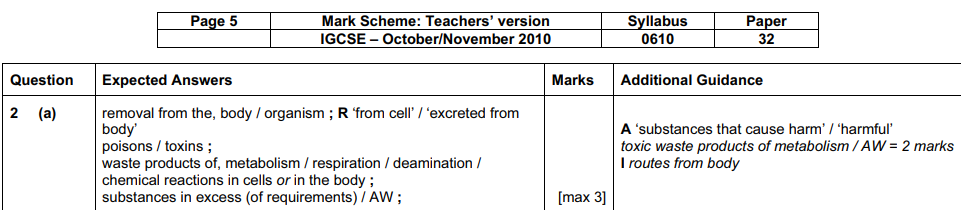 Page 5 Mark Scheme: Teachers' version Syllabus Paper
IGCSE – October/November 2010 0610 32
Question Expected Answers Marks Additional Guidance
2 (a) removal from the, body / organism ; R 'from cell' / 'excreted from
body'
poisons / toxins ;
waste products of, metabolism / respiration / deamination /
chemical reactions in cells or in the body ;
substances in excess (of requirements) / AW ;
[max 3]
A 'substances that cause harm' / 'harmful'
toxic waste products of metabolism / AW = 2 marks
I routes from body